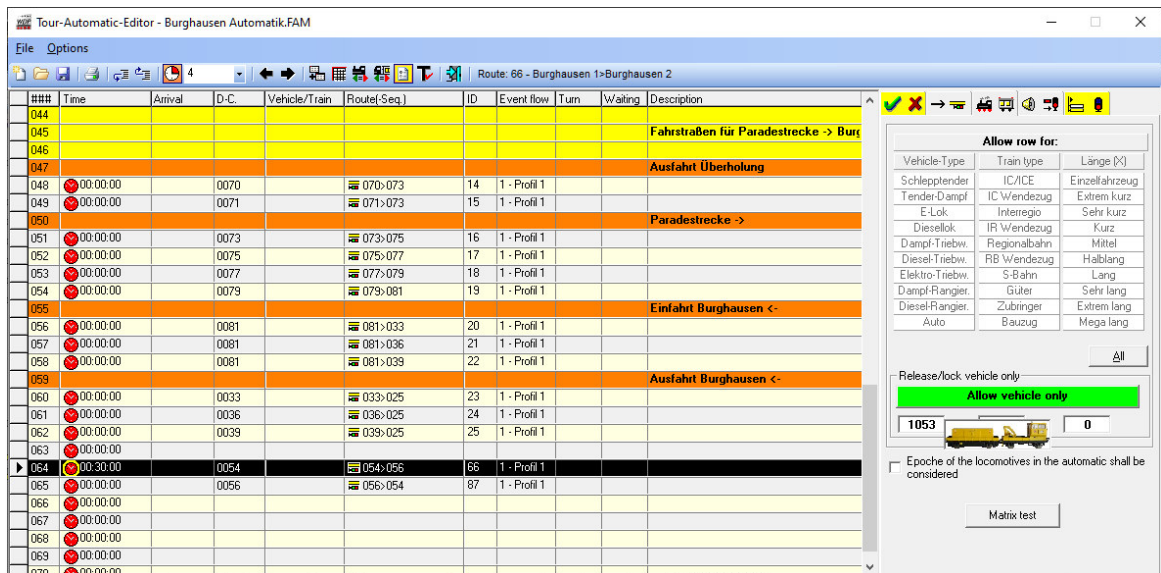 Tour-Automatic-Editor - Burghausen Automatik.FAM
File Options
4 Route: 66 - Burghausen 1>Burghausen 2
### Time Arrival D-C. Vehicle/Train Route(-Seq.) ID Event flow Turn Waiting Description
044
045 Fahrstraßen für Paradestrecke -> Burg
046
047 Ausfahrt Überholung
048 00:00:00 0070 070>073 14 1 - Profil 1
049 00:00:00 0071 071>073 15 1 - Profil 1
050 Paradestrecke ->
051 00:00:00 0073 073>075 16 1 - Profil 1
052 00:00:00 0075 075>077 17 1 - Profil 1
053 00:00:00 0077 077>079 18 1 - Profil 1
054 00:00:00 0079 079>081 19 1 - Profil 1
055 Einfahrt Burghausen <-
056 00:00:00 0081 081>033 20 1 - Profil 1
057 00:00:00 0081 081>036 21 1 - Profil 1
058 00:00:00 0081 081>039 22 1 - Profil 1
059 Ausfahrt Burghausen <-
060 00:00:00 0033 033>025 23 1 - Profil 1
061 00:00:00 0036 036>025 24 1 - Profil 1
062 00:00:00 0039 039>025 25 1 - Profil 1
063 00:00:00
064 00:30:00 0054 054>056 66 1 - Profil 1
065 00:00:00 0056 056>054 87 1 - Profil 1
066 00:00:00
067 00:00:00
068 00:00:00
069 00:00:00
070 00:00:00
Allow row for:
Vehicle-Type Train type Länge (X)
Schlepptender IC/ICE Einzelfahrzeug
Tender-Dampf IC Wendezug Extrem kurz
E-Lok Interregio Sehr kurz
Diesellok IR Wendezug Kurz
Dampf-Triebw. Regionalbahn Mittel
Diesel-Triebw. RB Wendezug Halblang
Elektro-Triebw. S-Bahn Lang
Dampf-Rangier. Güter Sehr lang
Diesel-Rangier. Zubringer Extrem lang
Auto Bauzug Mega lang
All
Release/lock vehicle only
Allow vehicle only
1053 0
Epoche of the locomotives in the automatic shall be
considered
Matrix test